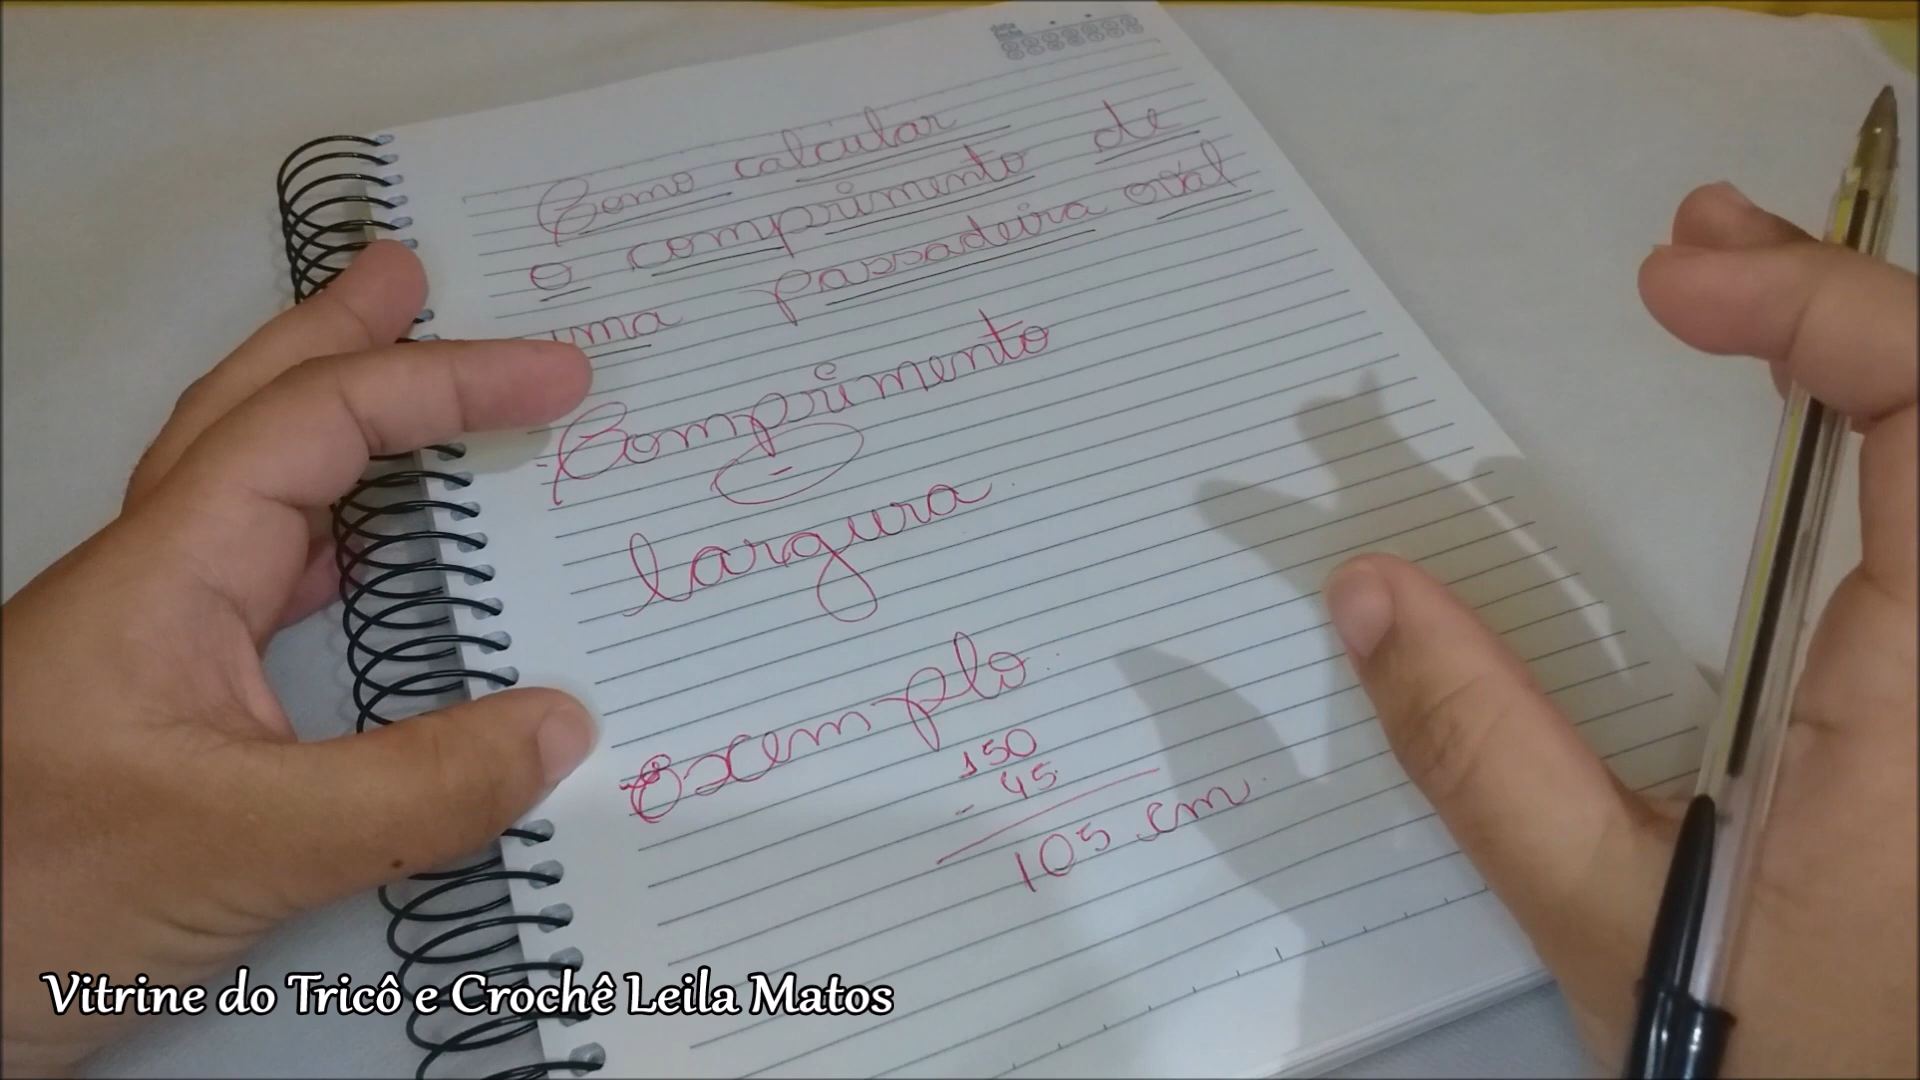 Como calcular
o comprimento de
uma passadeira oval
Comprimento
-
largura
exemplo
150
- 45
105 cm
Vitrine do Tricô e Crochê Leila Matos